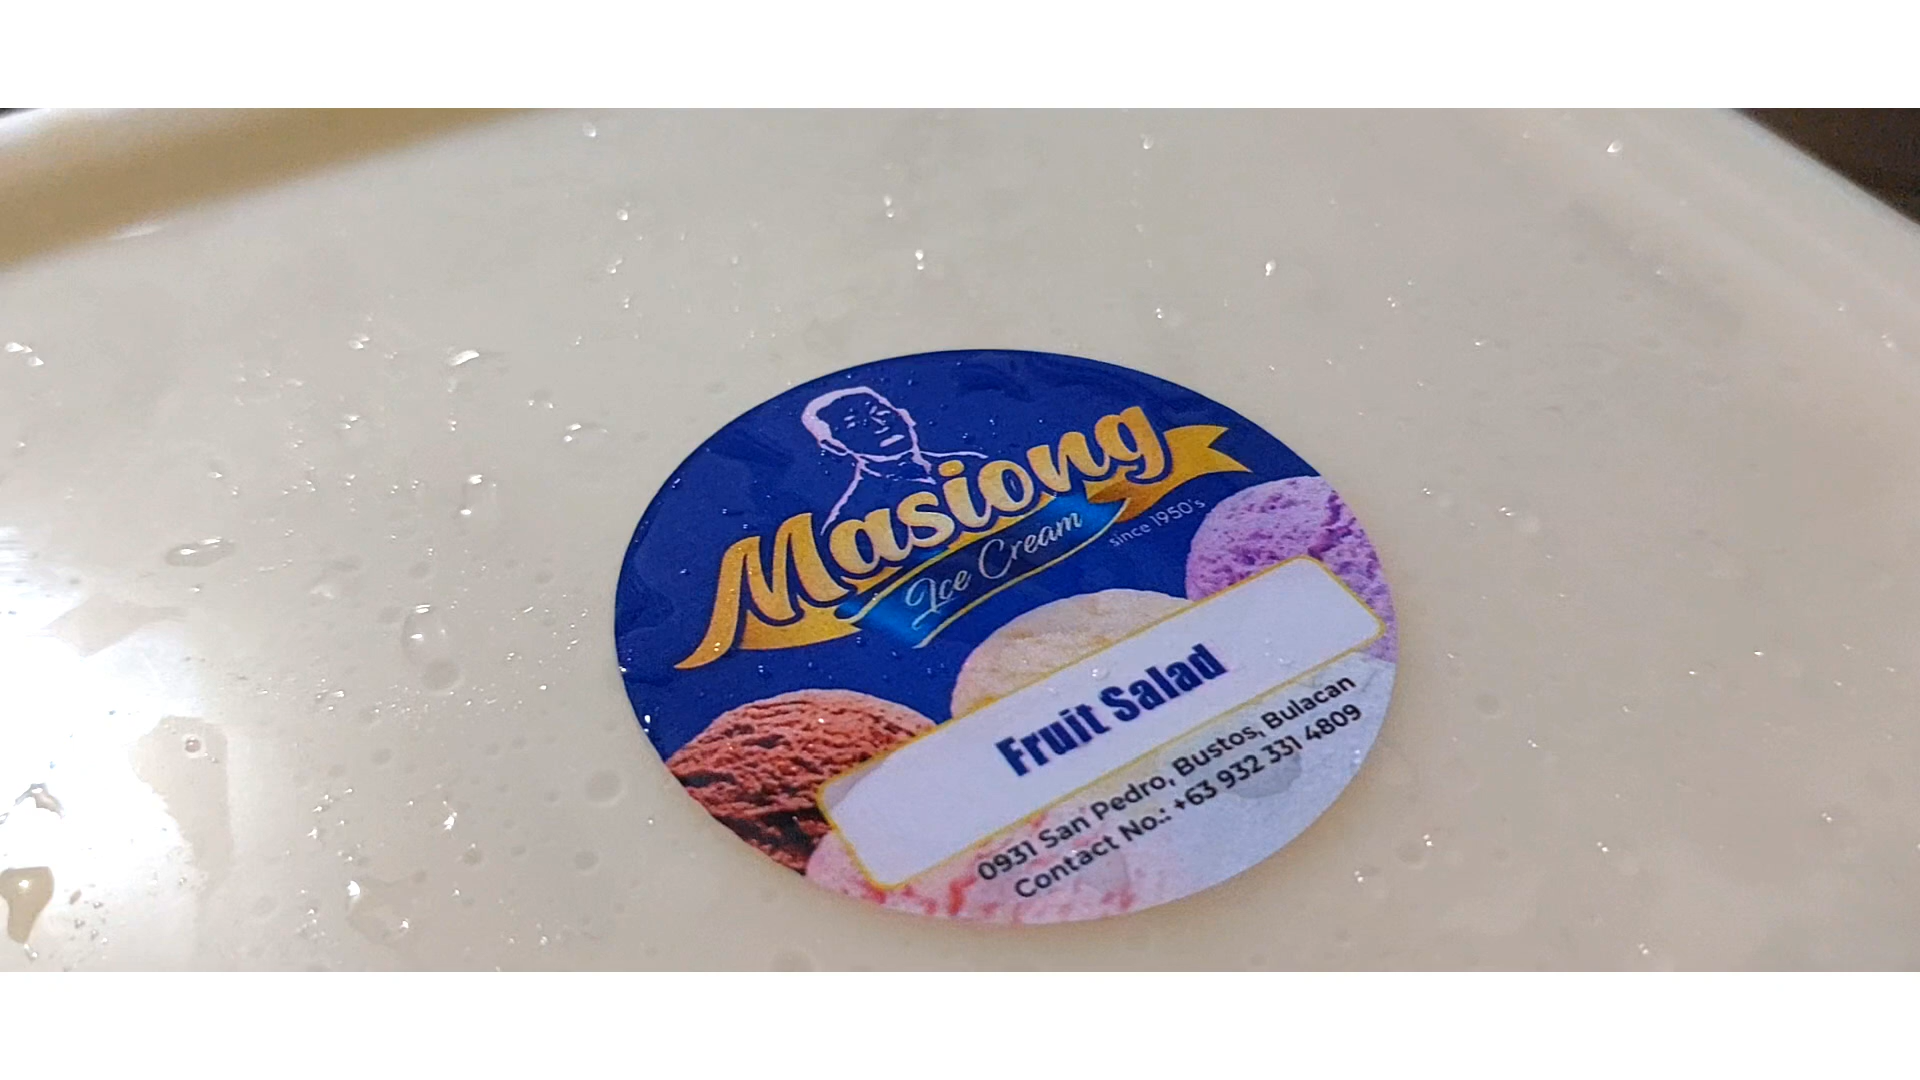 Masiong
Ice Cream
since 1950's
Fruit Salad
0931 San Pedro, Bustos, Bulacan
Contact No.: +63 932 331 4809